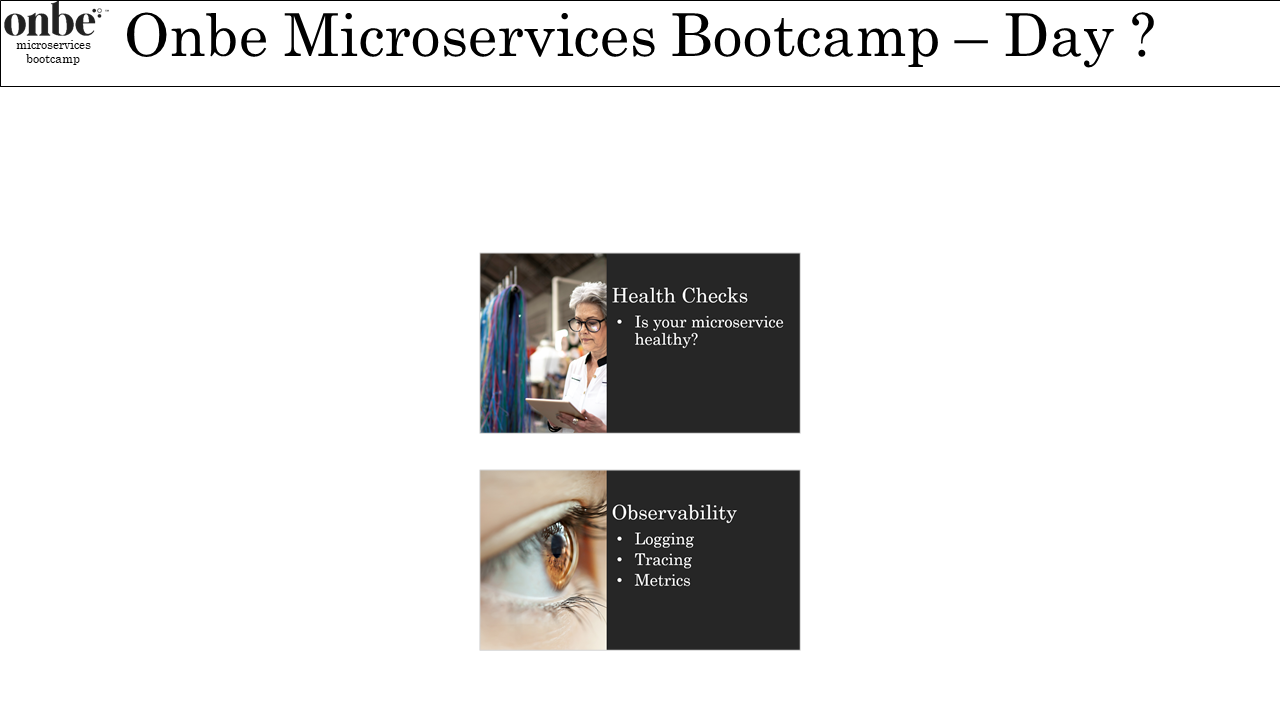 onbe
microservices
bootcamp
Onbe Microservices Bootcamp – Day ?
Health Checks
• Is your microservice
healthy?
Observability
• Logging
• Tracing
• Metrics